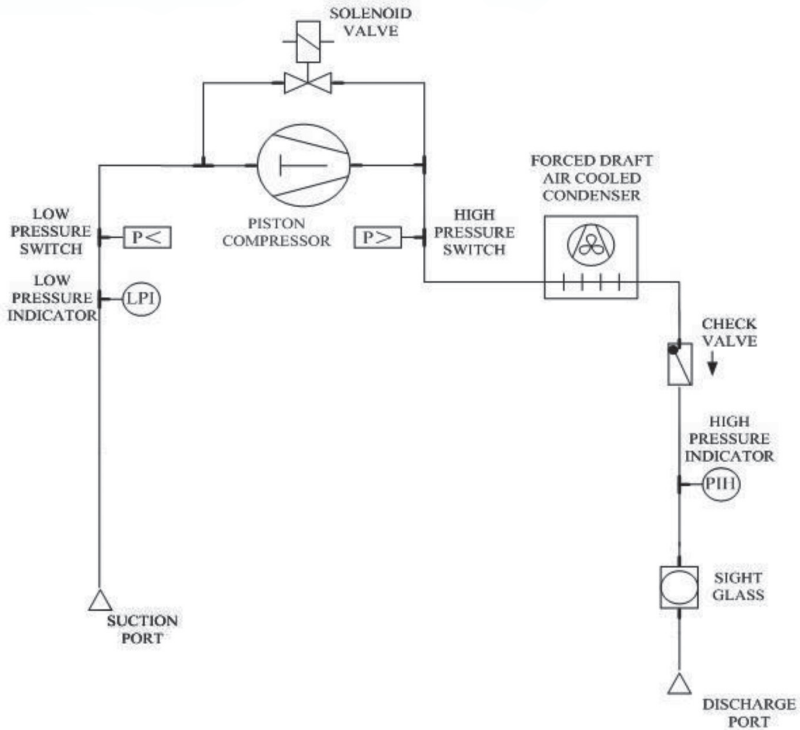 SOLENOID
VALVE
PISTON
COMPRESSOR
LOW
PRESSURE
SWITCH
P<
LOW
PRESSURE
INDICATOR
LPI
SUCTION
PORT
P>
HIGH
PRESSURE
SWITCH
FORCED DRAFT
AIR COOLED
CONDENSER
CHECK
VALVE
HIGH
PRESSURE
INDICATOR
PIH
SIGHT
GLASS
DISCHARGE
PORT